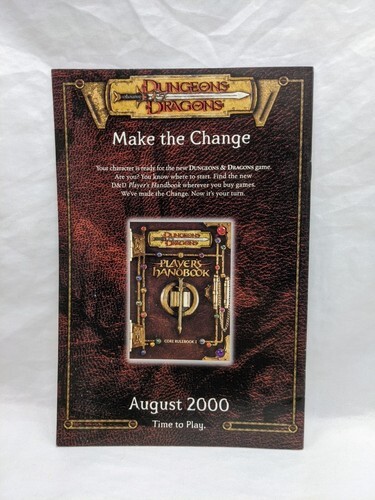 DUNGEONS
DRAGONS
Make the Change
Your character is ready for the new DUNGEONS & DRAGONS game.
Are you? You know where to start. Find the new
D&D Player's Handbook wherever you buy games.
We've made the Change. Now it's your turn.
DUNGEONS
DRAGONS
PLAYER'S
HANDBOOK
CORE RULEBOOK I
August 2000
Time to Play.